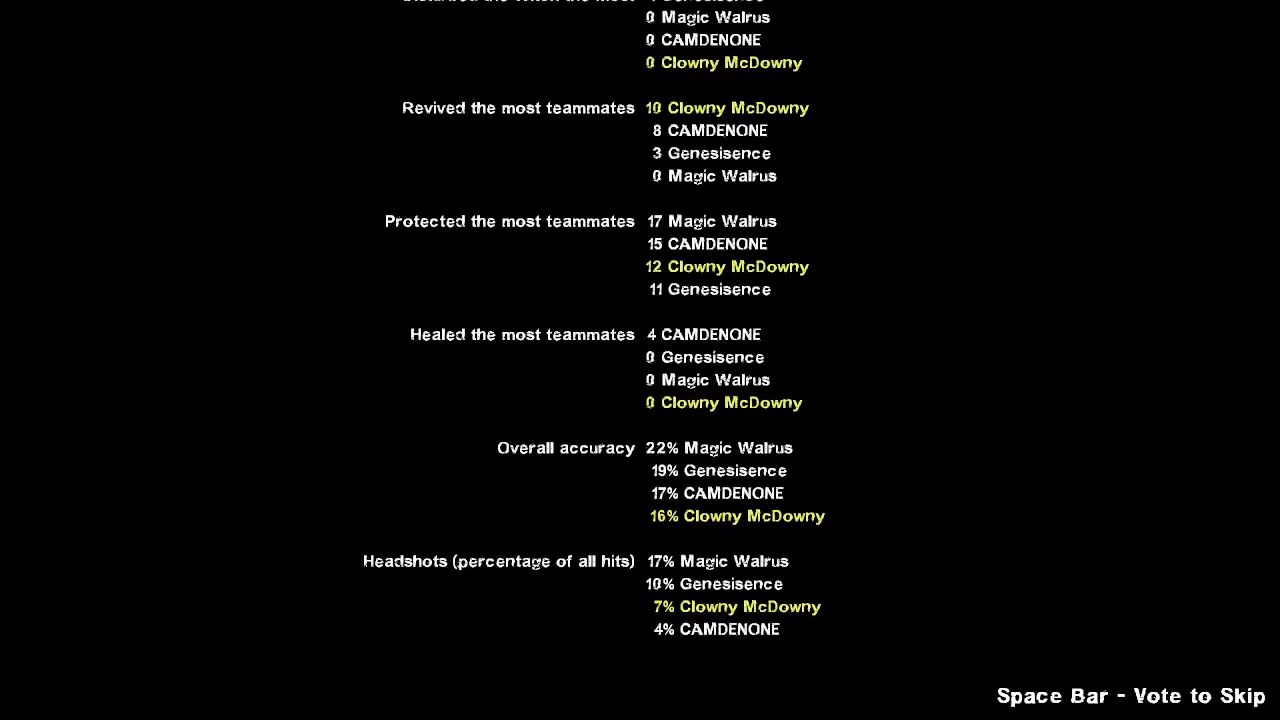 0 Magic Walrus
0 CAMDENONE
0 Clowny McDowny
Revived the most teammates 10 Clowny McDowny
8 CAMDENONE
3 Genesisence
0 Magic Walrus
Protected the most teammates 17 Magic Walrus
15 CAMDENONE
12 Clowny McDowny
11 Genesisence
Healed the most teammates 4 CAMDENONE
0 Genesisence
0 Magic Walrus
0 Clowny McDowny
Overall accuracy 22% Magic Walrus
19% Genesisence
17% CAMDENONE
16% Clowny McDowny
Headshots (percentage of all hits) 17% Magic Walrus
10% Genesisence
7% Clowny McDowny
4% CAMDENONE
Space Bar - Vote to Skip